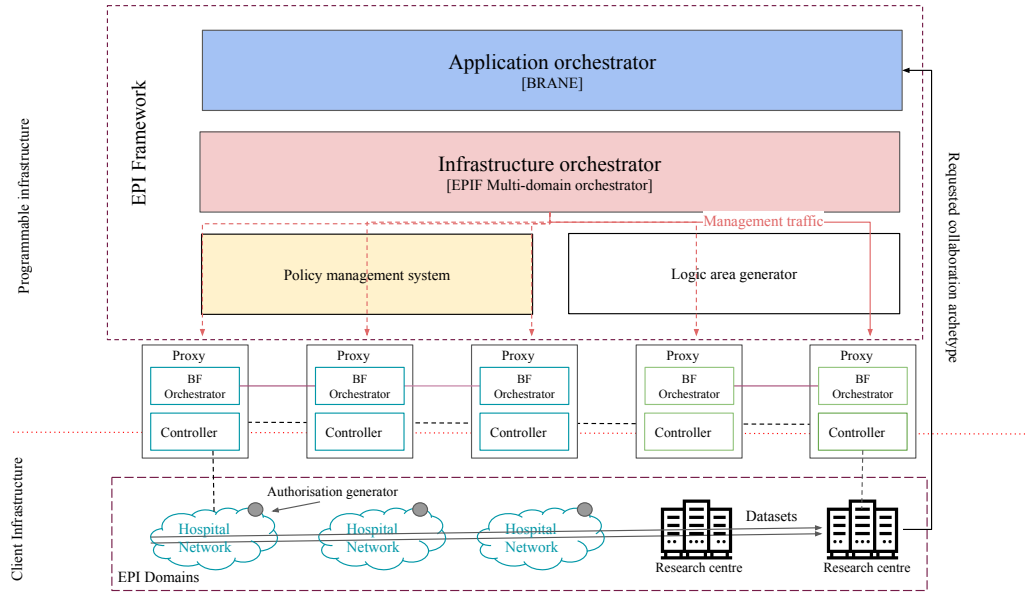 Programmable infrastructure
EPI Framework
Application orchestrator
[BRANE]
Infrastructure orchestrator
[EPIF Multi-domain orchestrator]
Management traffic
Policy management system
Logic area generator
Requested collaboration archetype
Proxy
BF
Orchestrator
Controller
Proxy
BF
Orchestrator
Controller
Proxy
BF
Orchestrator
Controller
Proxy
BF
Orchestrator
Controller
Proxy
BF
Orchestrator
Controller
Client Infrastructure
Authorisation generator
Hospital
Network
Hospital
Network
Hospital
Network
Datasets
Research centre
Research centre
EPI Domains